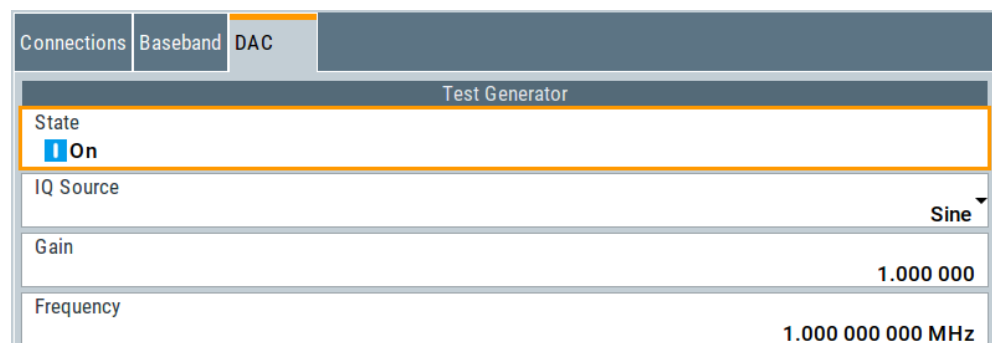 Connections Baseband DAC
Test Generator
State
On
IQ Source
Sine
Gain
1.000 000
Frequency
1.000 000 000 MHz